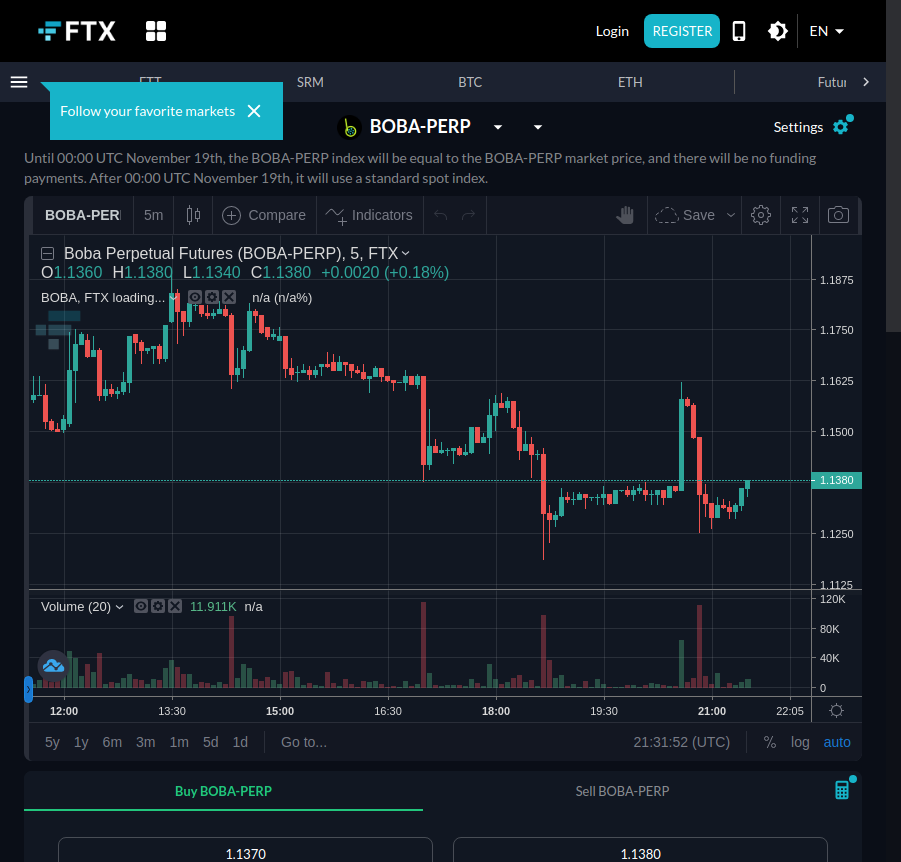 FTX
Login REGISTER EN
FTT SRM BTC ETH Futur
Follow your favorite markets
BOBA-PERP
Settings
Until 00:00 UTC November 19th, the BOBA-PERP index will be equal to the BOBA-PERP market price, and there will be no funding
payments. After 00:00 UTC November 19th, it will use a standard spot index.
BOBA-PER 5m Compare Indicators Save
Boba Perpetual Futures (BOBA-PERP), 5, FTX
O1.1360 H1.1380 L1.1340 C1.1380 +0.0020 (+0.18%)
BOBA, FTX loading... n/a (n/a%)
1.1875
1.1750
1.1625
1.1500
1.1380
1.1250
1.1125
Volume (20) 11.911K n/a
120K
80K
40K
0
12:00 13:30 15:00 16:30 18:00 19:30 21:00 22:05
5y 1y 6m 3m 1m 5d 1d Go to... 21:31:52 (UTC) % log auto
Buy BOBA-PERP Sell BOBA-PERP
1.1370 1.1380